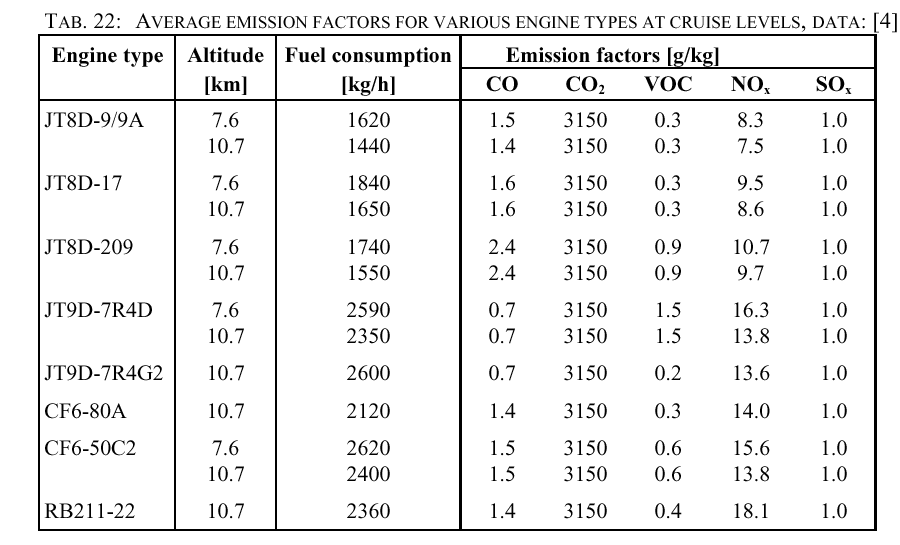 TAB. 22: AVERAGE EMISSION FACTORS FOR VARIOUS ENGINE TYPES AT CRUISE LEVELS, DATA: [4]
Engine type Altitude Fuel consumption Emission factors [g/kg]
[km] [kg/h] CO CO₂ VOC NOₓ SOₓ
JT8D-9/9A 7.6 1620 1.5 3150 0.3 8.3 1.0
10.7 1440 1.4 3150 0.3 7.5 1.0
JT8D-17 7.6 1840 1.6 3150 0.3 9.5 1.0
10.7 1650 1.6 3150 0.3 8.6 1.0
JT8D-209 7.6 1740 2.4 3150 0.9 10.7 1.0
10.7 1550 2.4 3150 0.9 9.7 1.0
JT9D-7R4D 7.6 2590 0.7 3150 1.5 16.3 1.0
10.7 2350 0.7 3150 1.5 13.8 1.0
JT9D-7R4G2 10.7 2600 0.7 3150 0.2 13.6 1.0
CF6-80A 10.7 2120 1.4 3150 0.3 14.0 1.0
CF6-50C2 7.6 2620 1.5 3150 0.6 15.6 1.0
10.7 2400 1.5 3150 0.6 13.8 1.0
RB211-22 10.7 2360 1.4 3150 0.4 18.1 1.0